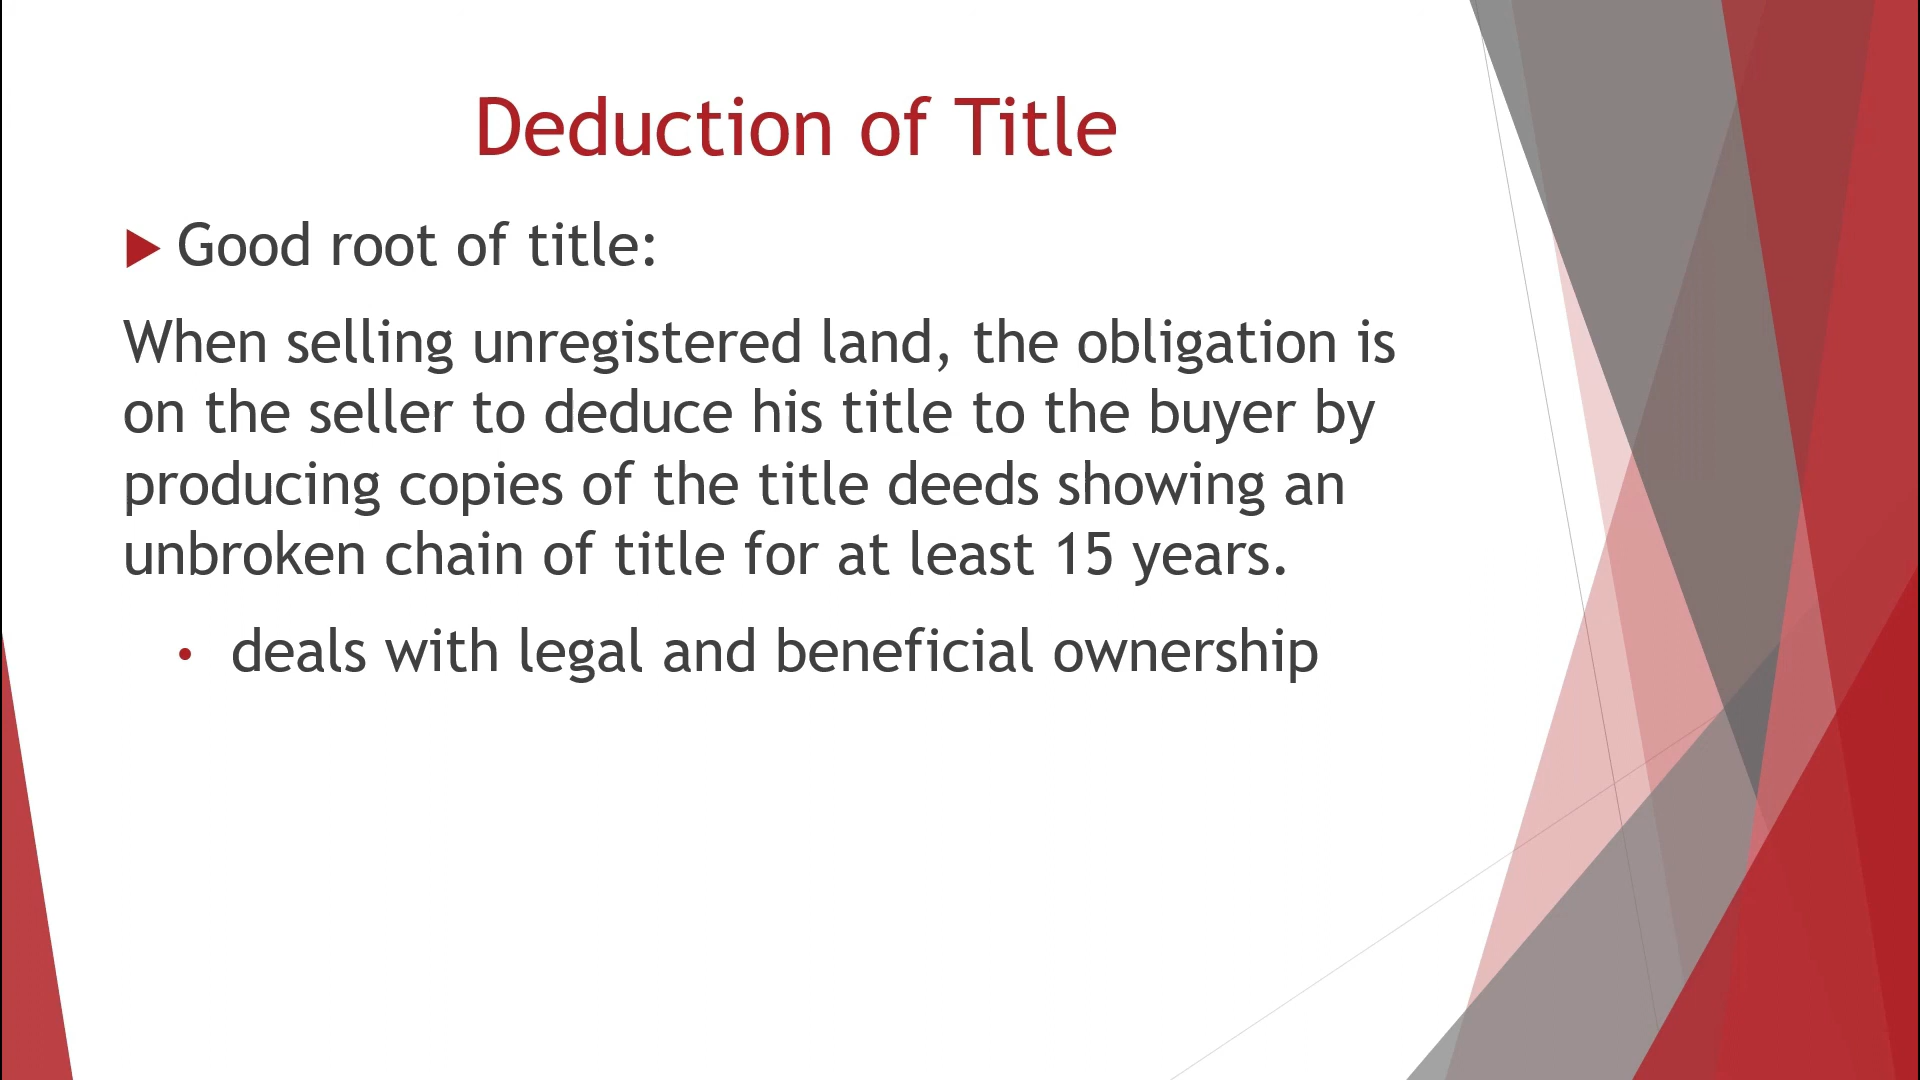 Deduction of Title
Good root of title:
When selling unregistered land, the obligation is
on the seller to deduce his title to the buyer by
producing copies of the title deeds showing an
unbroken chain of title for at least 15 years.
• deals with legal and beneficial ownership